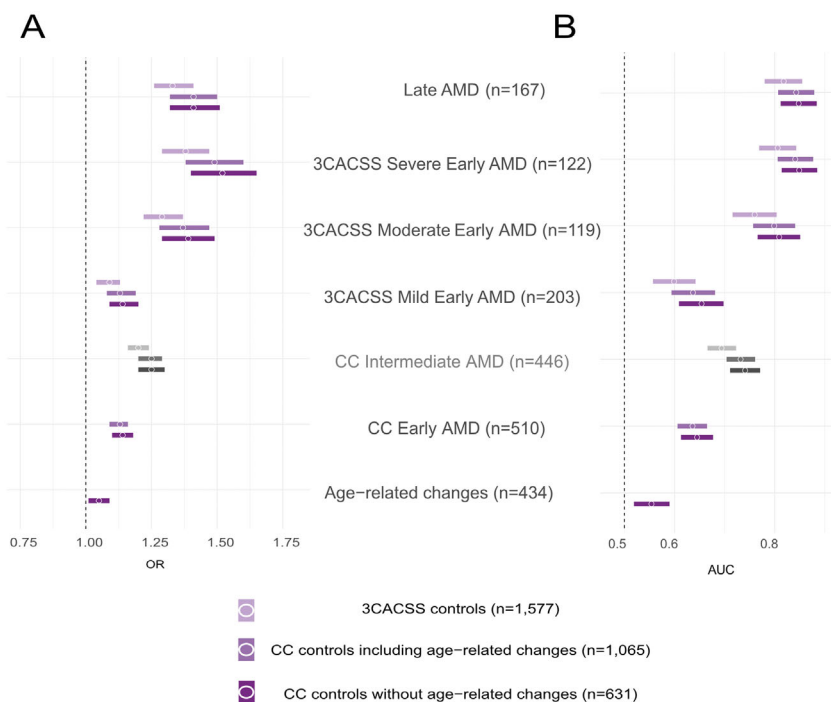 A
B
Late AMD (n=167)
3CACSS Severe Early AMD (n=122)
3CACSS Moderate Early AMD (n=119)
3CACSS Mild Early AMD (n=203)
CC Intermediate AMD (n=446)
CC Early AMD (n=510)
Age−related changes (n=434)
0.75 1.00 1.25 1.50 1.75
OR
0.5 0.6 0.8
AUC
3CACSS controls (n=1,577)
CC controls including age−related changes (n=1,065)
CC controls without age−related changes (n=631)